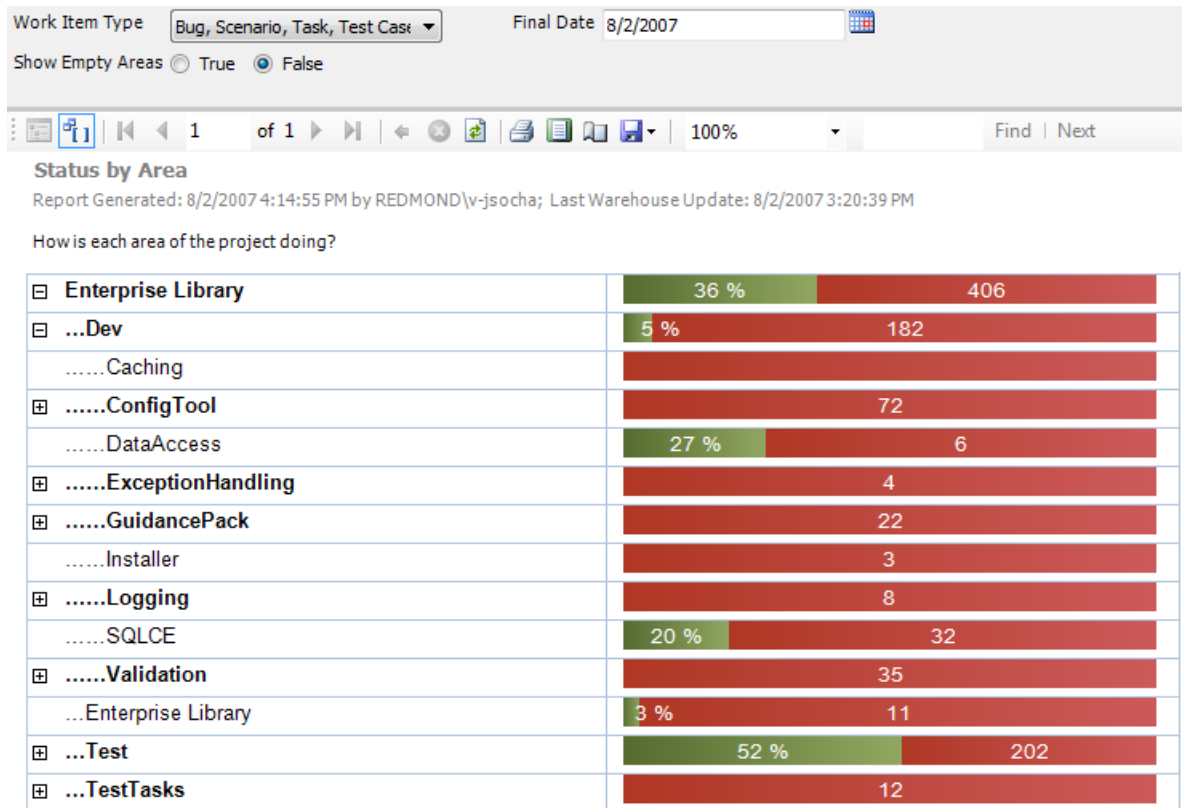 Work Item Type Bug, Scenario, Task, Test Case Final Date 8/2/2007
Show Empty Areas True False
1 of 1 100% Find | Next
Status by Area
Report Generated: 8/2/2007 4:14:55 PM by REDMOND\v-jsocha; Last Warehouse Update: 8/2/2007 3:20:39 PM
How is each area of the project doing?
Enterprise Library 36 % 406
...Dev 5 % 182
......Caching
......ConfigTool 72
......DataAccess 27 % 6
......ExceptionHandling 4
......GuidancePack 22
......Installer 3
......Logging 8
......SQLCE 20 % 32
......Validation 35
...Enterprise Library 3 % 11
...Test 52 % 202
...TestTasks 12